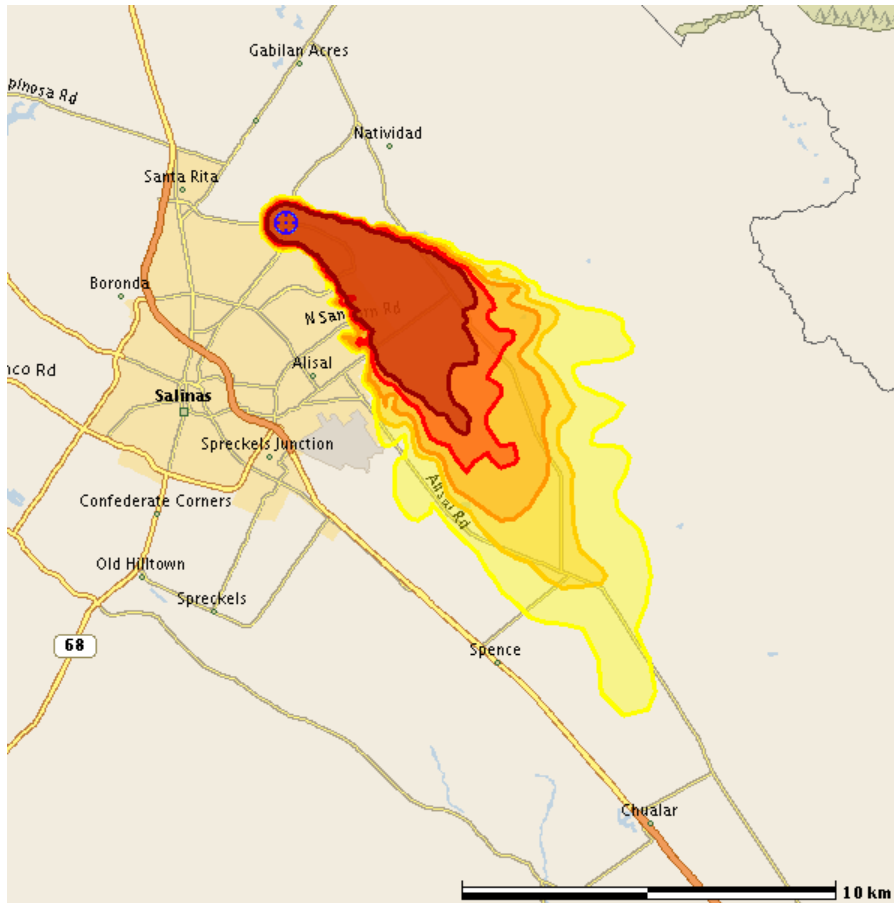 Gabilan Acres
pinosa Rd
Natividad
Santa Rita
Boronda
N San rn Rd
nco Rd
Alisal
Salinas
Spreckels Junction
Alisal Rd
Confederate Corners
Old Hilltown
Spreckels
68
Spence
Chualar
10 km